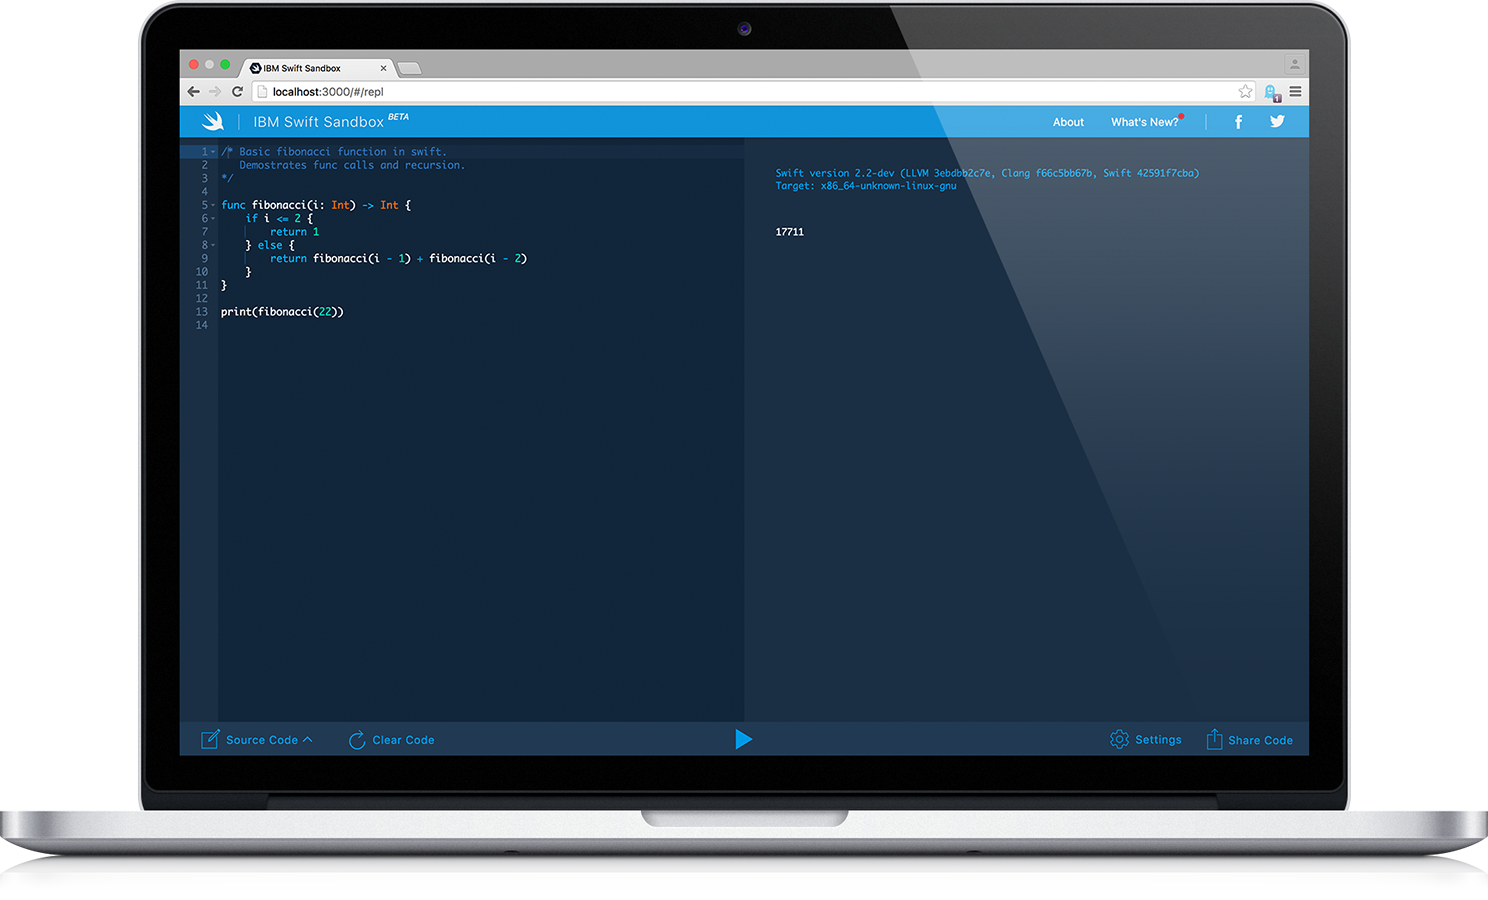 IBM Swift Sandbox
localhost:3000/#/repl
1
IBM Swift Sandbox BETA
About
What's New?
1 /* Basic fibonacci function in swift.
2    Demostrates func calls and recursion.
3 */
4
5 func fibonacci(i: Int) -> Int {
6     if i <= 2 {
7         return 1
8     } else {
9         return fibonacci(i - 1) + fibonacci(i - 2)
10     }
11 }
12
13 print(fibonacci(22))
14
Swift version 2.2-dev (LLVM 3ebdbb2c7e, Clang f66c5bb67b, Swift 42591f7cba)
Target: x86_64-unknown-linux-gnu
17711
Source Code
Clear Code
Settings
Share Code